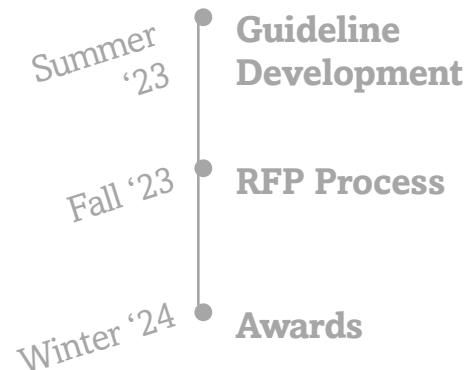 Summer
‘23
Guideline
Development
Fall ‘23
RFP Process
Winter ‘24
Awards